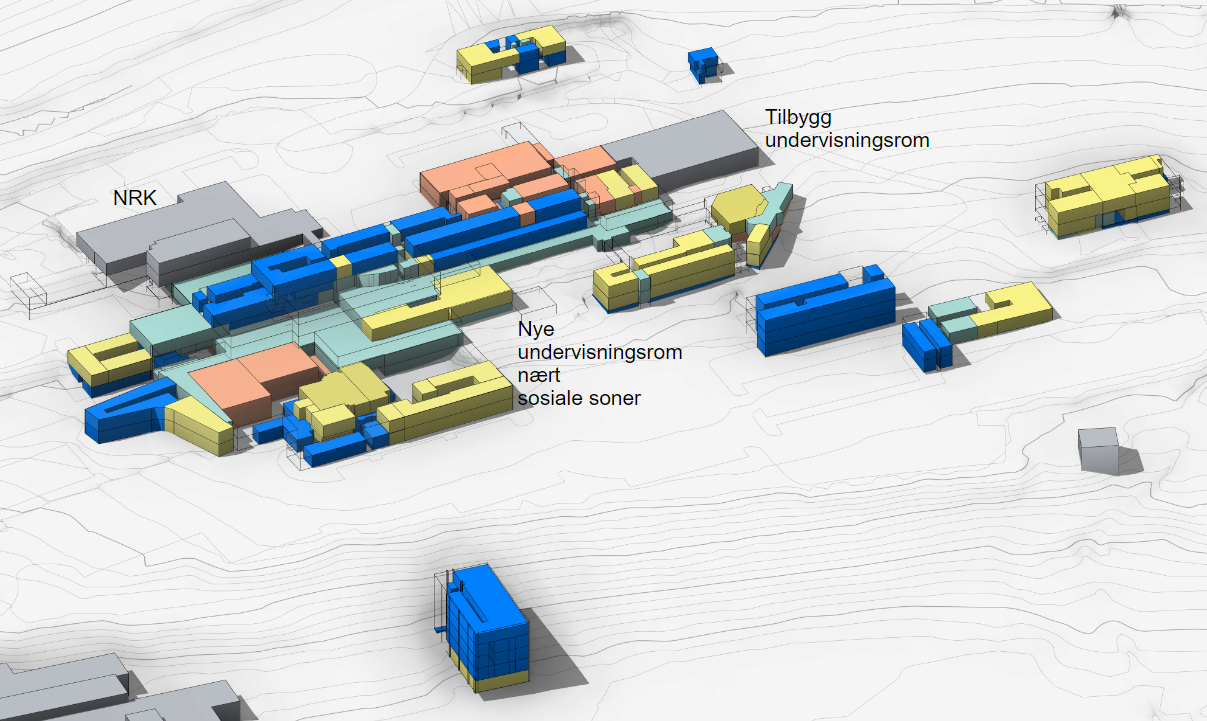 Tilbygg
undervisningsrom
NRK
Nye
undervisningsrom
nært
sosiale soner